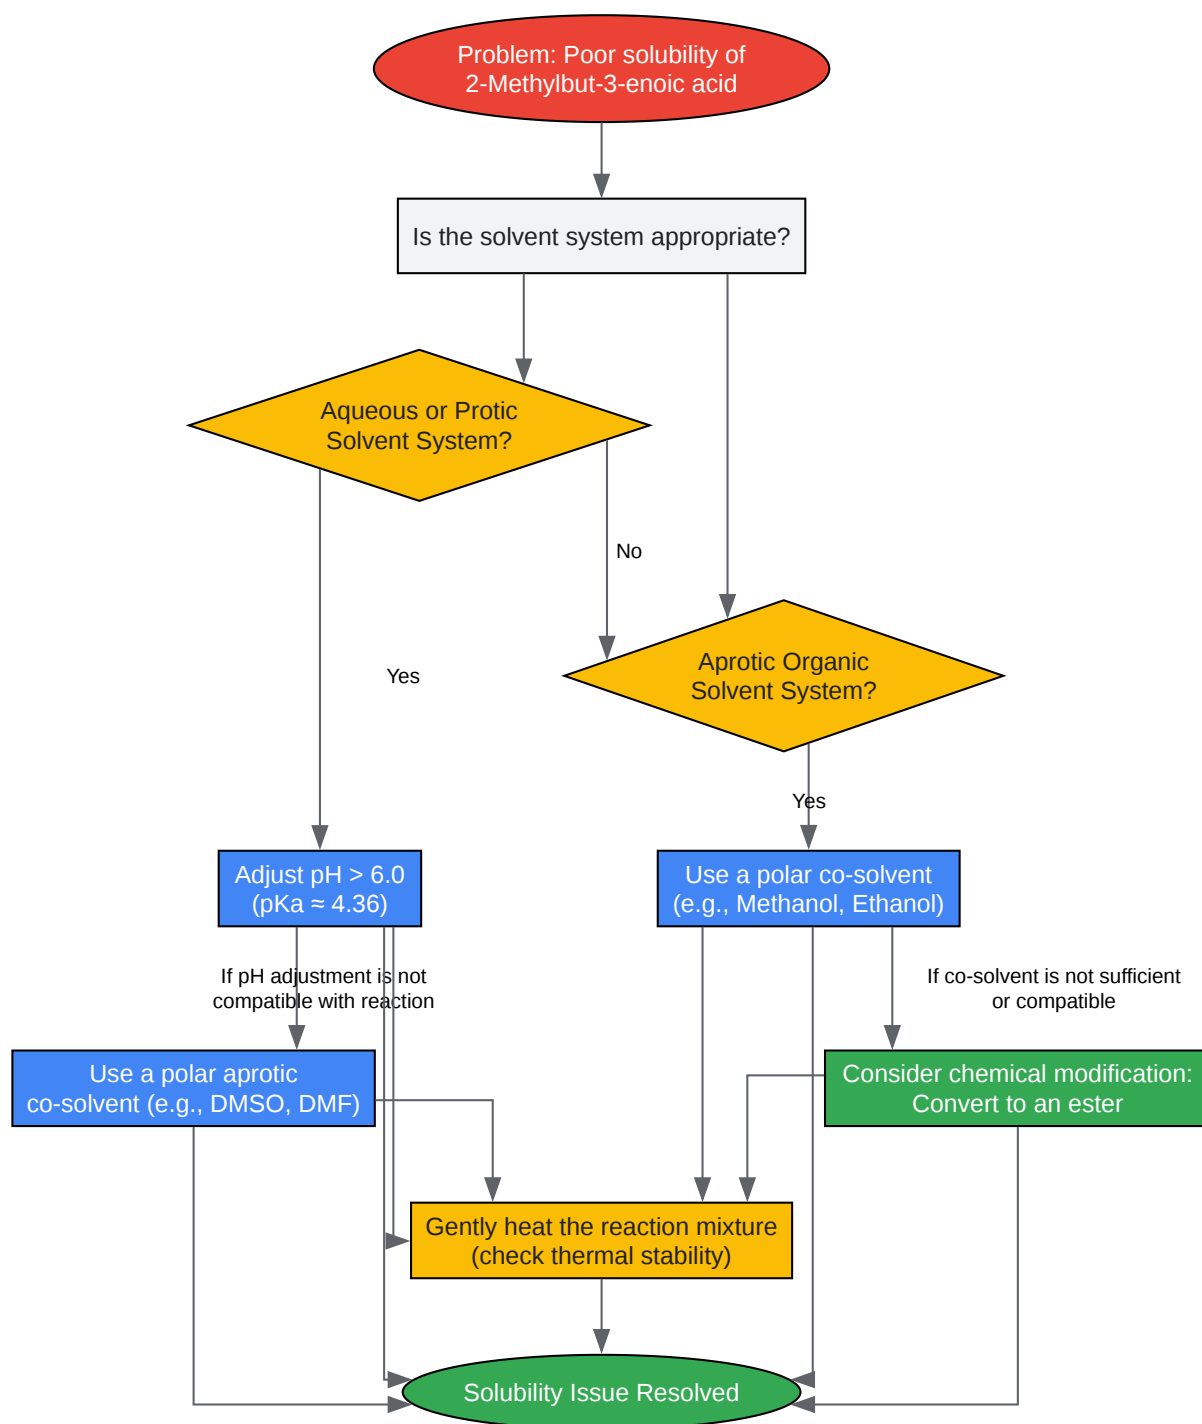 Problem: Poor solubility of
2-Methylbut-3-enoic acid
Is the solvent system appropriate?
Aqueous or Protic
Solvent System?
No
Yes
Aprotic Organic
Solvent System?
Yes
Adjust pH > 6.0
(pKa ≈ 4.36)
Use a polar co-solvent
(e.g., Methanol, Ethanol)
If pH adjustment is not
compatible with reaction
If co-solvent is not sufficient
or compatible
Use a polar aprotic
co-solvent (e.g., DMSO, DMF)
Consider chemical modification:
Convert to an ester
Gently heat the reaction mixture
(check thermal stability)
Solubility Issue Resolved